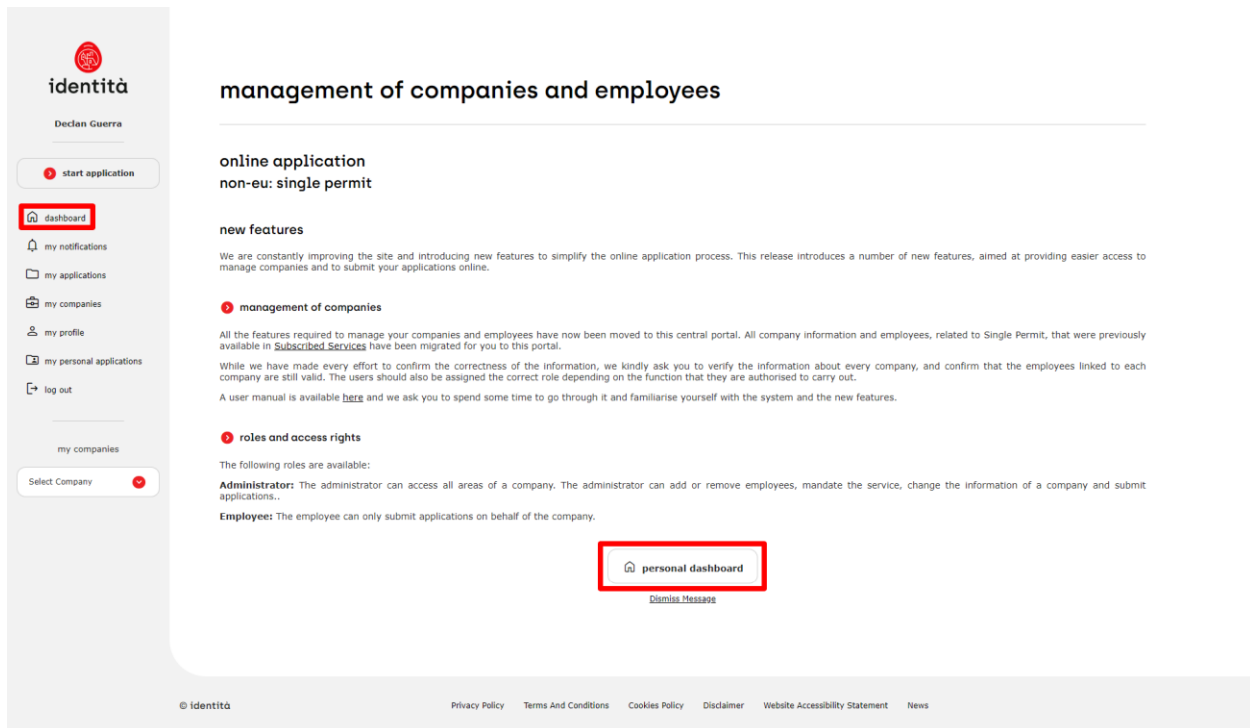 identità
Declan Guerra
start application
dashboard
my notifications
my applications
my companies
my profile
my personal applications
log out
my companies
Select Company
management of companies and employees
online application
non-eu: single permit
new features
We are constantly improving the site and introducing new features to simplify the online application process. This release introduces a number of new features, aimed at providing easier access to
manage companies and to submit your applications online.
management of companies
All the features required to manage your companies and employees have now been moved to this central portal. All company information and employees, related to Single Permit, that were previously
available in Subscribed Services have been migrated for you to this portal.
While we have made every effort to confirm the correctness of the information, we kindly ask you to verify the information about every company, and confirm that the employees linked to each
company are still valid. The users should also be assigned the correct role depending on the function that they are authorised to carry out.
A user manual is available here and we ask you to spend some time to go through it and familiarise yourself with the system and the new features.
roles and access rights
The following roles are available:
Administrator: The administrator can access all areas of a company. The administrator can add or remove employees, mandate the service, change the information of a company and submit
applications..
Employee: The employee can only submit applications on behalf of the company.
personal dashboard
Dismiss Message
© identità
Privacy Policy Terms And Conditions Cookies Policy Disclaimer Website Accessibility Statement News